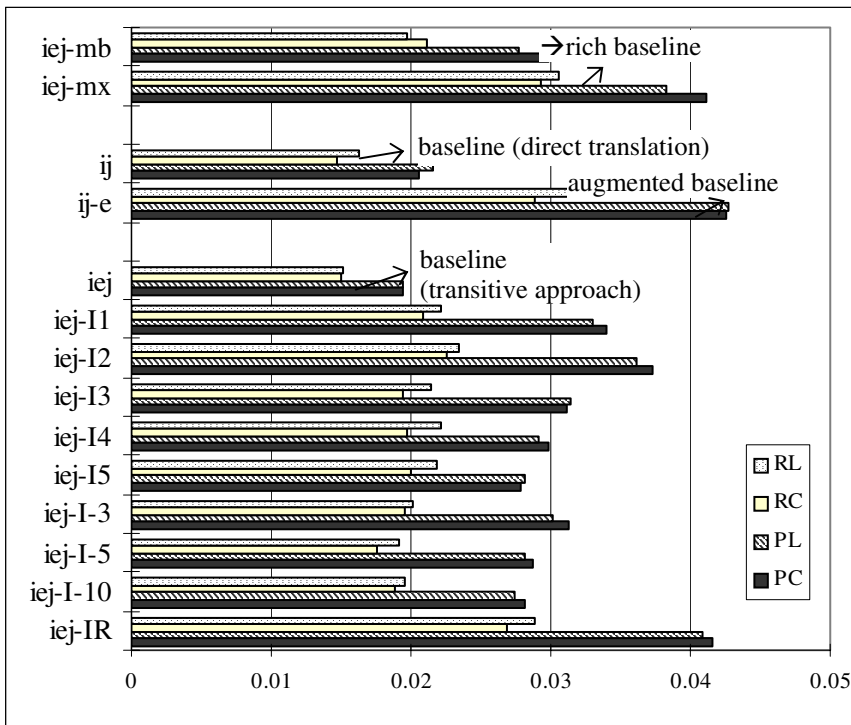 iej-mb
→rich baseline
iej-mx
ij
baseline (direct translation)
ij-e
augmented baseline
iej
baseline
(transitive approach)
iej-I1
iej-I2
iej-I3
iej-I4
iej-I5
iej-I-3
iej-I-5
iej-I-10
iej-IR
RL
RC
PL
PC
0 0.01 0.02 0.03 0.04 0.05